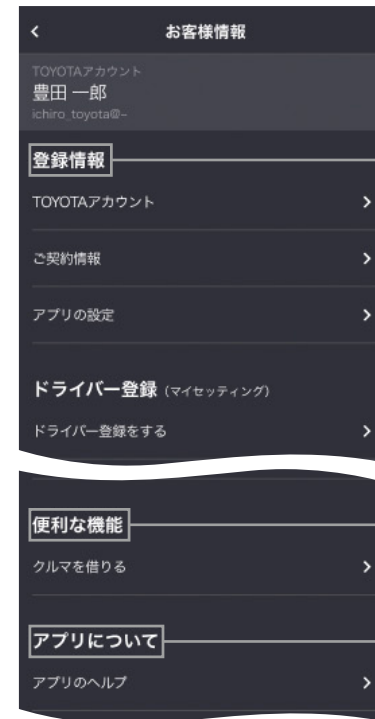 お客様情報
TOYOTAアカウント
豊田 一郎
ichiro_toyota@~
登録情報
TOYOTAアカウント
ご契約情報
アプリの設定
ドライバー登録（マイセッティング）
ドライバー登録をする
便利な機能
クルマを借りる
アプリについて
アプリのヘルプ